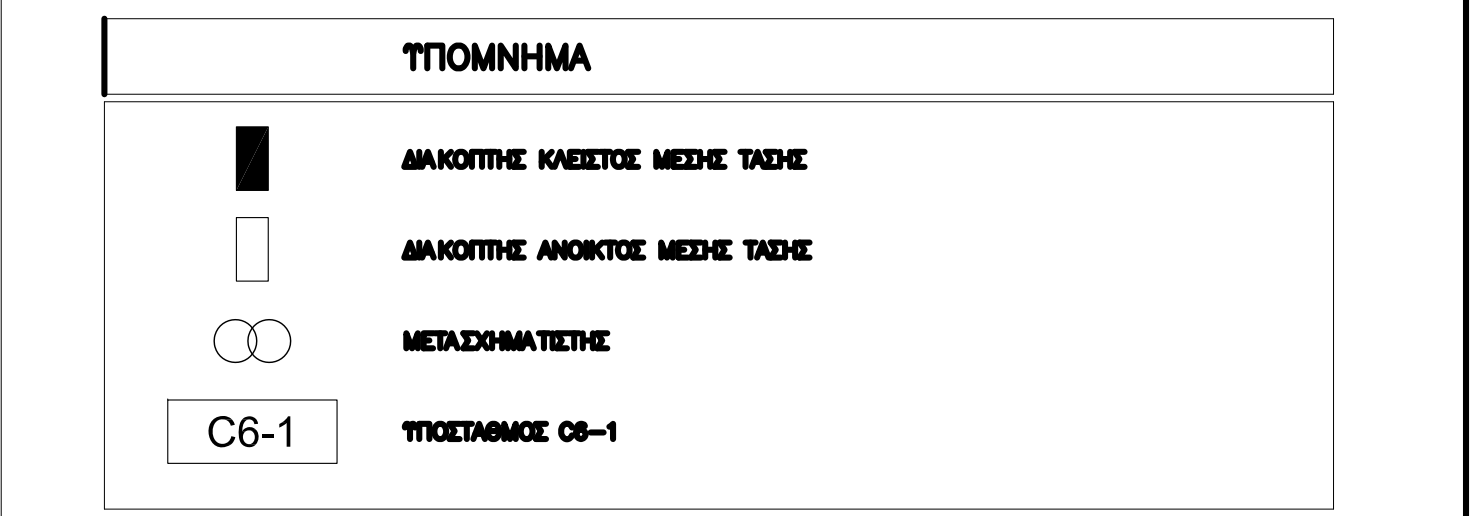 ΥΠΟΜΝΗΜΑ
ΔΙΑΚΟΠΤΗΣ ΚΛΕΙΣΤΟΣ ΜΕΣΗΣ ΤΑΣΗΣ
ΔΙΑΚΟΠΤΗΣ ΑΝΟΙΚΤΟΣ ΜΕΣΗΣ ΤΑΣΗΣ
ΜΕΤΑΣΧΗΜΑΤΙΣΤΗΣ
C6-1 ΥΠΟΣΤΑΘΜΟΣ C6-1